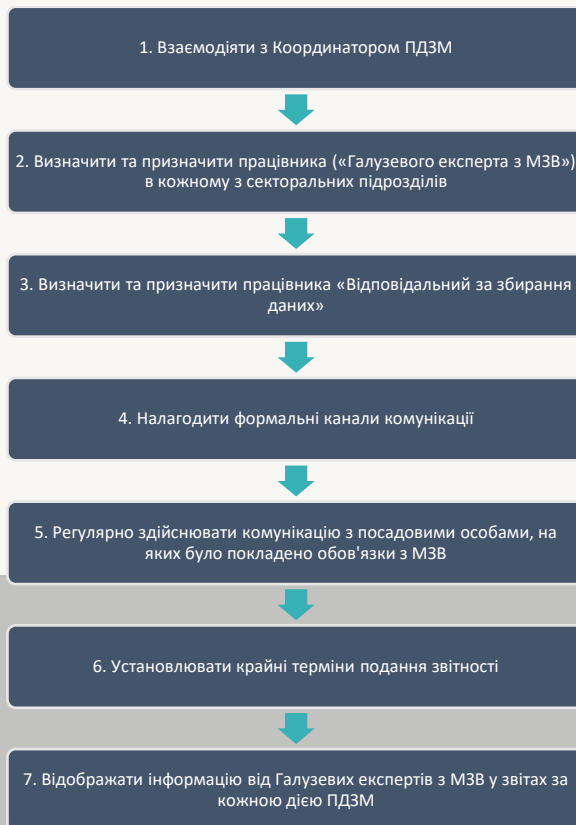 1. Взаємодіяти з Координатором ПДЗМ
2. Визначити та призначити працівника («Галузевого експерта з МЗВ»)
в кожному з секторальних підрозділів
3. Визначити та призначити працівника «Відповідальний за збирання
даних»
4. Налагодити формальні канали комунікації
5. Регулярно здійснювати комунікацію з посадовими особами, на
яких було покладено обов'язки з МЗВ
6. Установлювати крайні терміни подання звітності
7. Відображати інформацію від Галузевих експертів з МЗВ у звітах за
кожною дією ПДЗМ